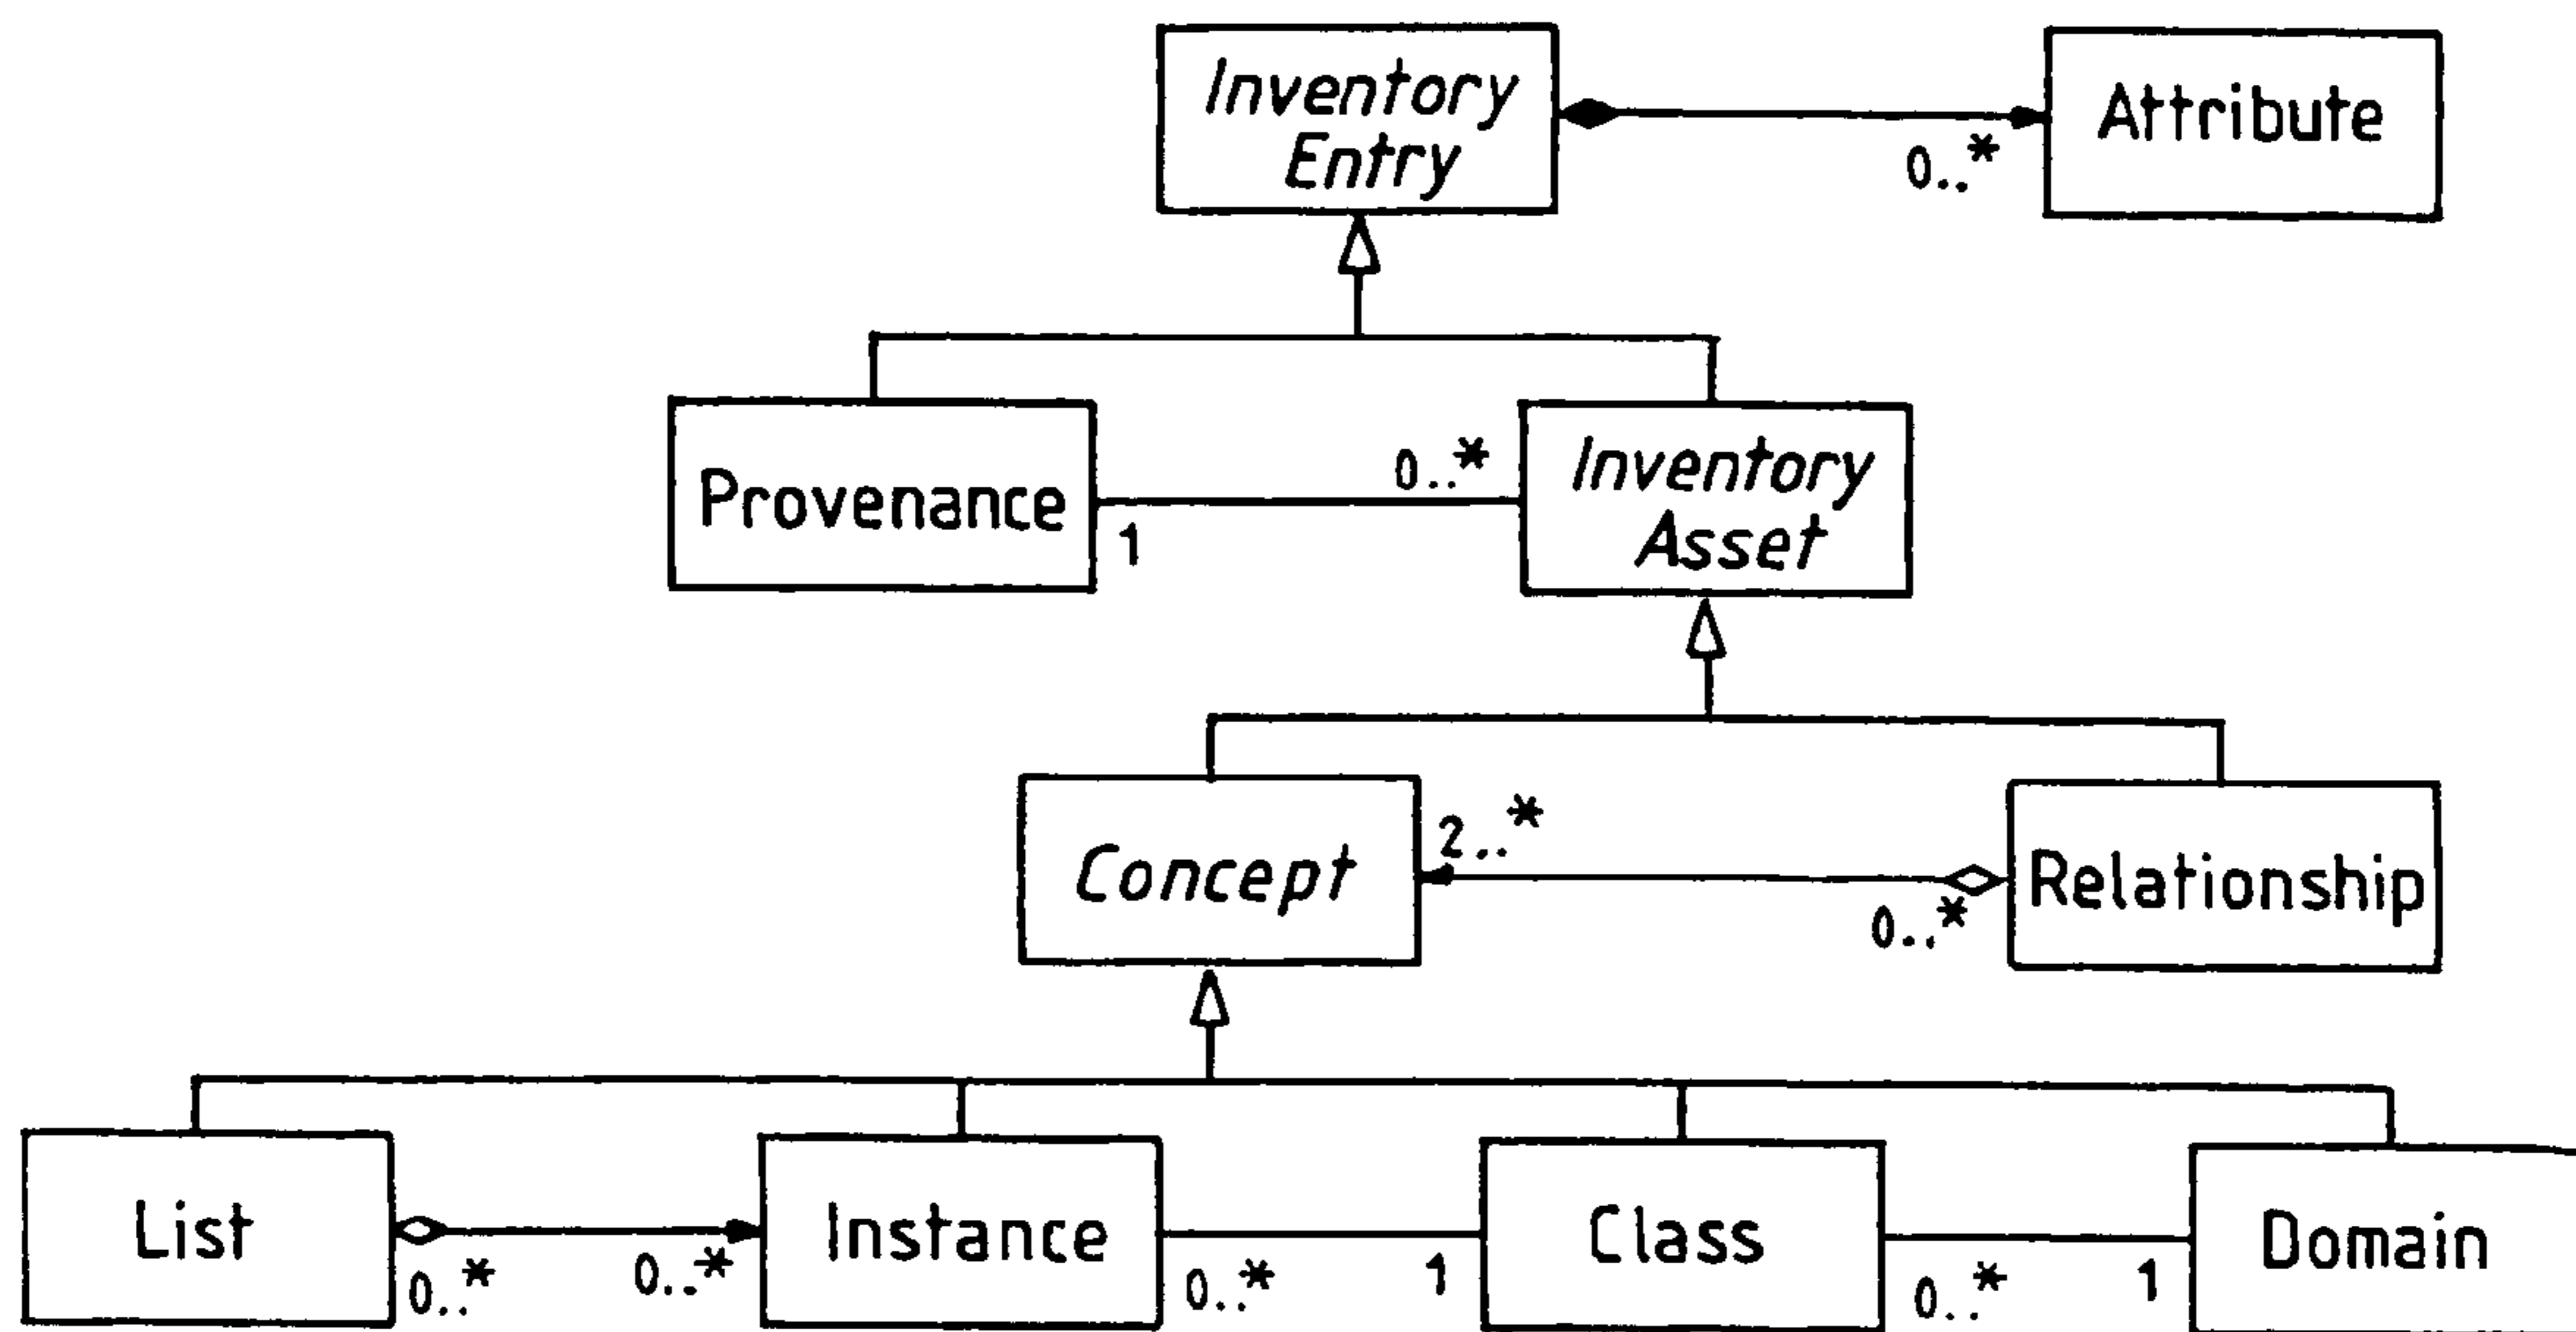 Inventory
Entry
Attribute
0..*
Provenance
1
0..*
Inventory
Asset
Concept
2..*
0..*
Relationship
List
0..*
0..*
Instance
0..*
1
Class
0..*
1
Domain